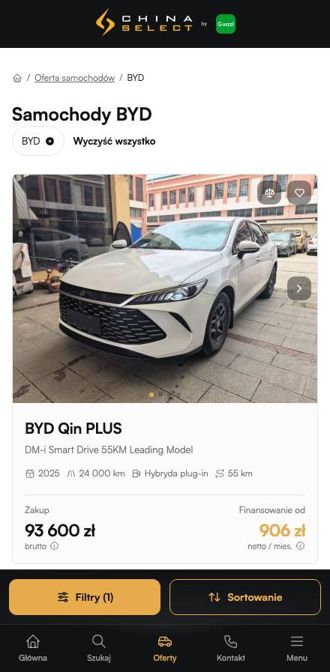 CHINA
SELECT
by
Guazi
/ Oferta samochodów / BYD
Samochody BYD
BYD
Wyczyść wszystko
BYD Qin PLUS
DM-i Smart Drive 55KM Leading Model
2025
24 000 km
Hybryda plug-in
55 km
Zakup
Finansowanie od
93 600 zł
906 zł
brutto
netto / mies.
Filtry (1)
Sortowanie
Główna
Szukaj
Oferty
Kontakt
Menu